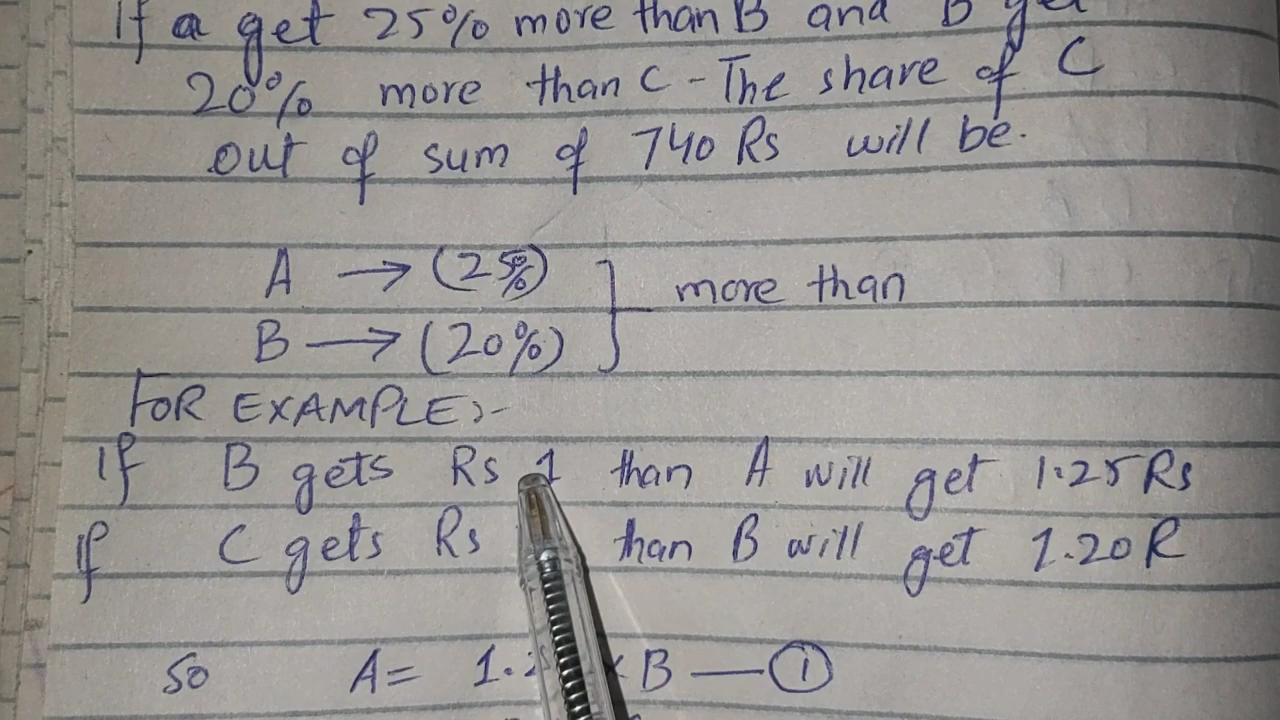 If a get 25% more than B and B get
20% more than C - The share of C
out of sum of 740 Rs will be.
A → (25%)
B → (20%) } more than
FOR EXAMPLE :-
If B gets Rs 1 than A will get 1.25 Rs
If C gets Rs than B will get 1.20 R
So A = 1.2 × B — ①